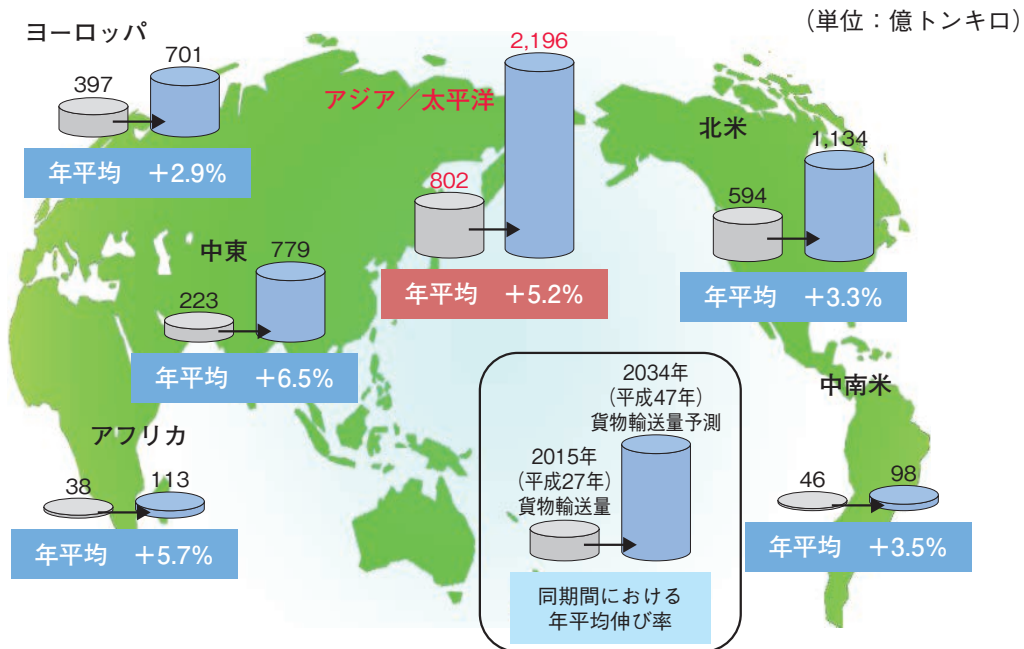 （単位：億トンキロ）
ヨーロッパ
397
701
年平均　+2.9%
アジア／太平洋
802
2,196
年平均　+5.2%
北米
594
1,134
年平均　+3.3%
中東
223
779
年平均　+6.5%
アフリカ
38
113
年平均　+5.7%
中南米
46
98
年平均　+3.5%
2015年
（平成27年）
貨物輸送量
2034年
（平成47年）
貨物輸送量予測
同期間における
年平均伸び率